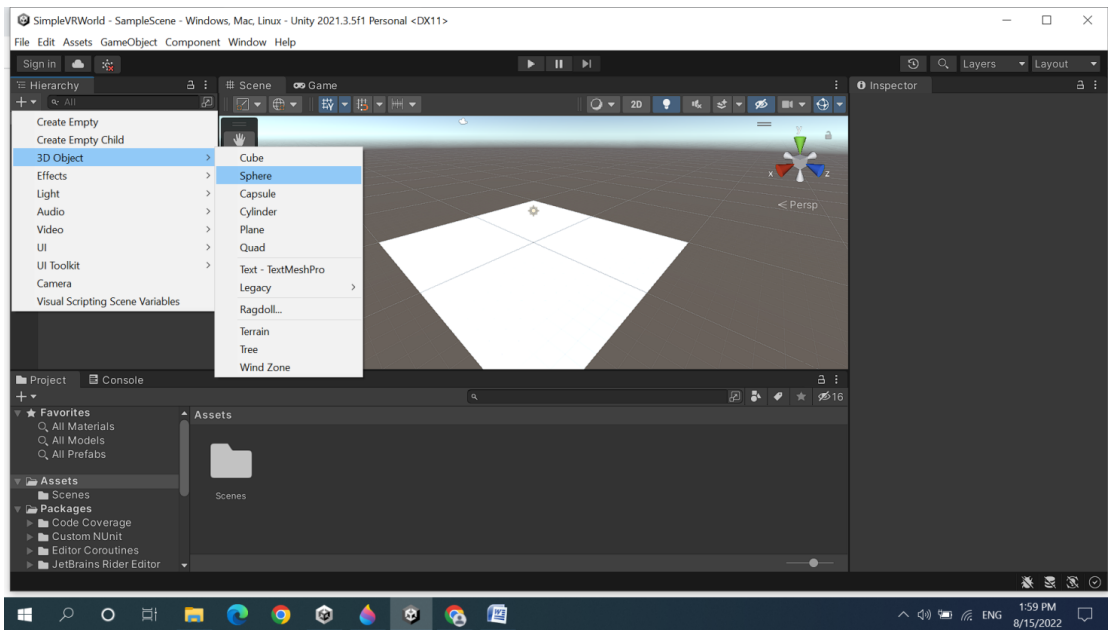 SimpleVRWorld - SampleScene - Windows, Mac, Linux - Unity 2021.3.5f1 Personal <DX11>
File Edit Assets GameObject Component Window Help
Sign in
Layers
Layout
Hierarchy
Scene
Game
Inspector
All
2D
Create Empty
Create Empty Child
3D Object
Effects
Light
Audio
Video
UI
UI Toolkit
Camera
Visual Scripting Scene Variables
Cube
Sphere
Capsule
Cylinder
Plane
Quad
Text - TextMeshPro
Legacy
Ragdoll...
Terrain
Tree
Wind Zone
y
x
z
Persp
Project
Console
16
Favorites
All Materials
All Models
All Prefabs
Assets
Scenes
Packages
Code Coverage
Custom NUnit
Editor Coroutines
JetBrains Rider Editor
Assets
Scenes
ENG
1:59 PM
8/15/2022